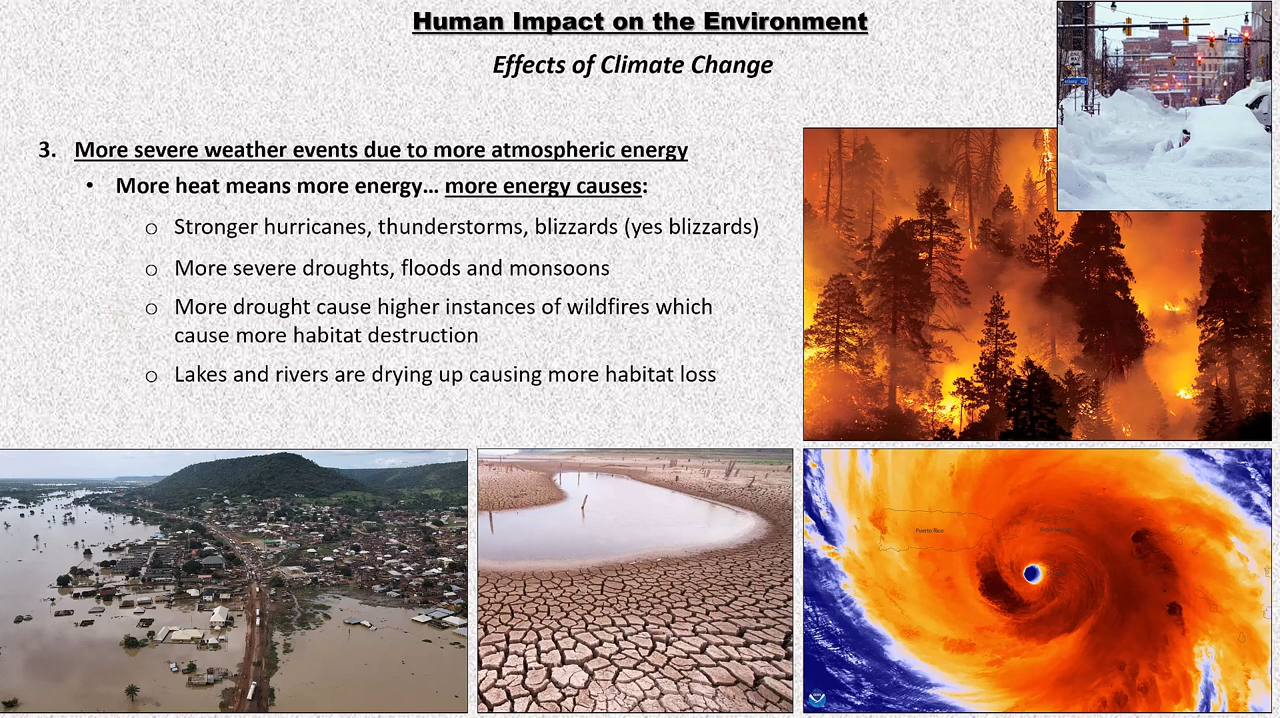 Human Impact on the Environment
Effects of Climate Change
3. More severe weather events due to more atmospheric energy
• More heat means more energy… more energy causes:
o Stronger hurricanes, thunderstorms, blizzards (yes blizzards)
o More severe droughts, floods and monsoons
o More drought cause higher instances of wildfires which
cause more habitat destruction
o Lakes and rivers are drying up causing more habitat loss
Puerto Rico